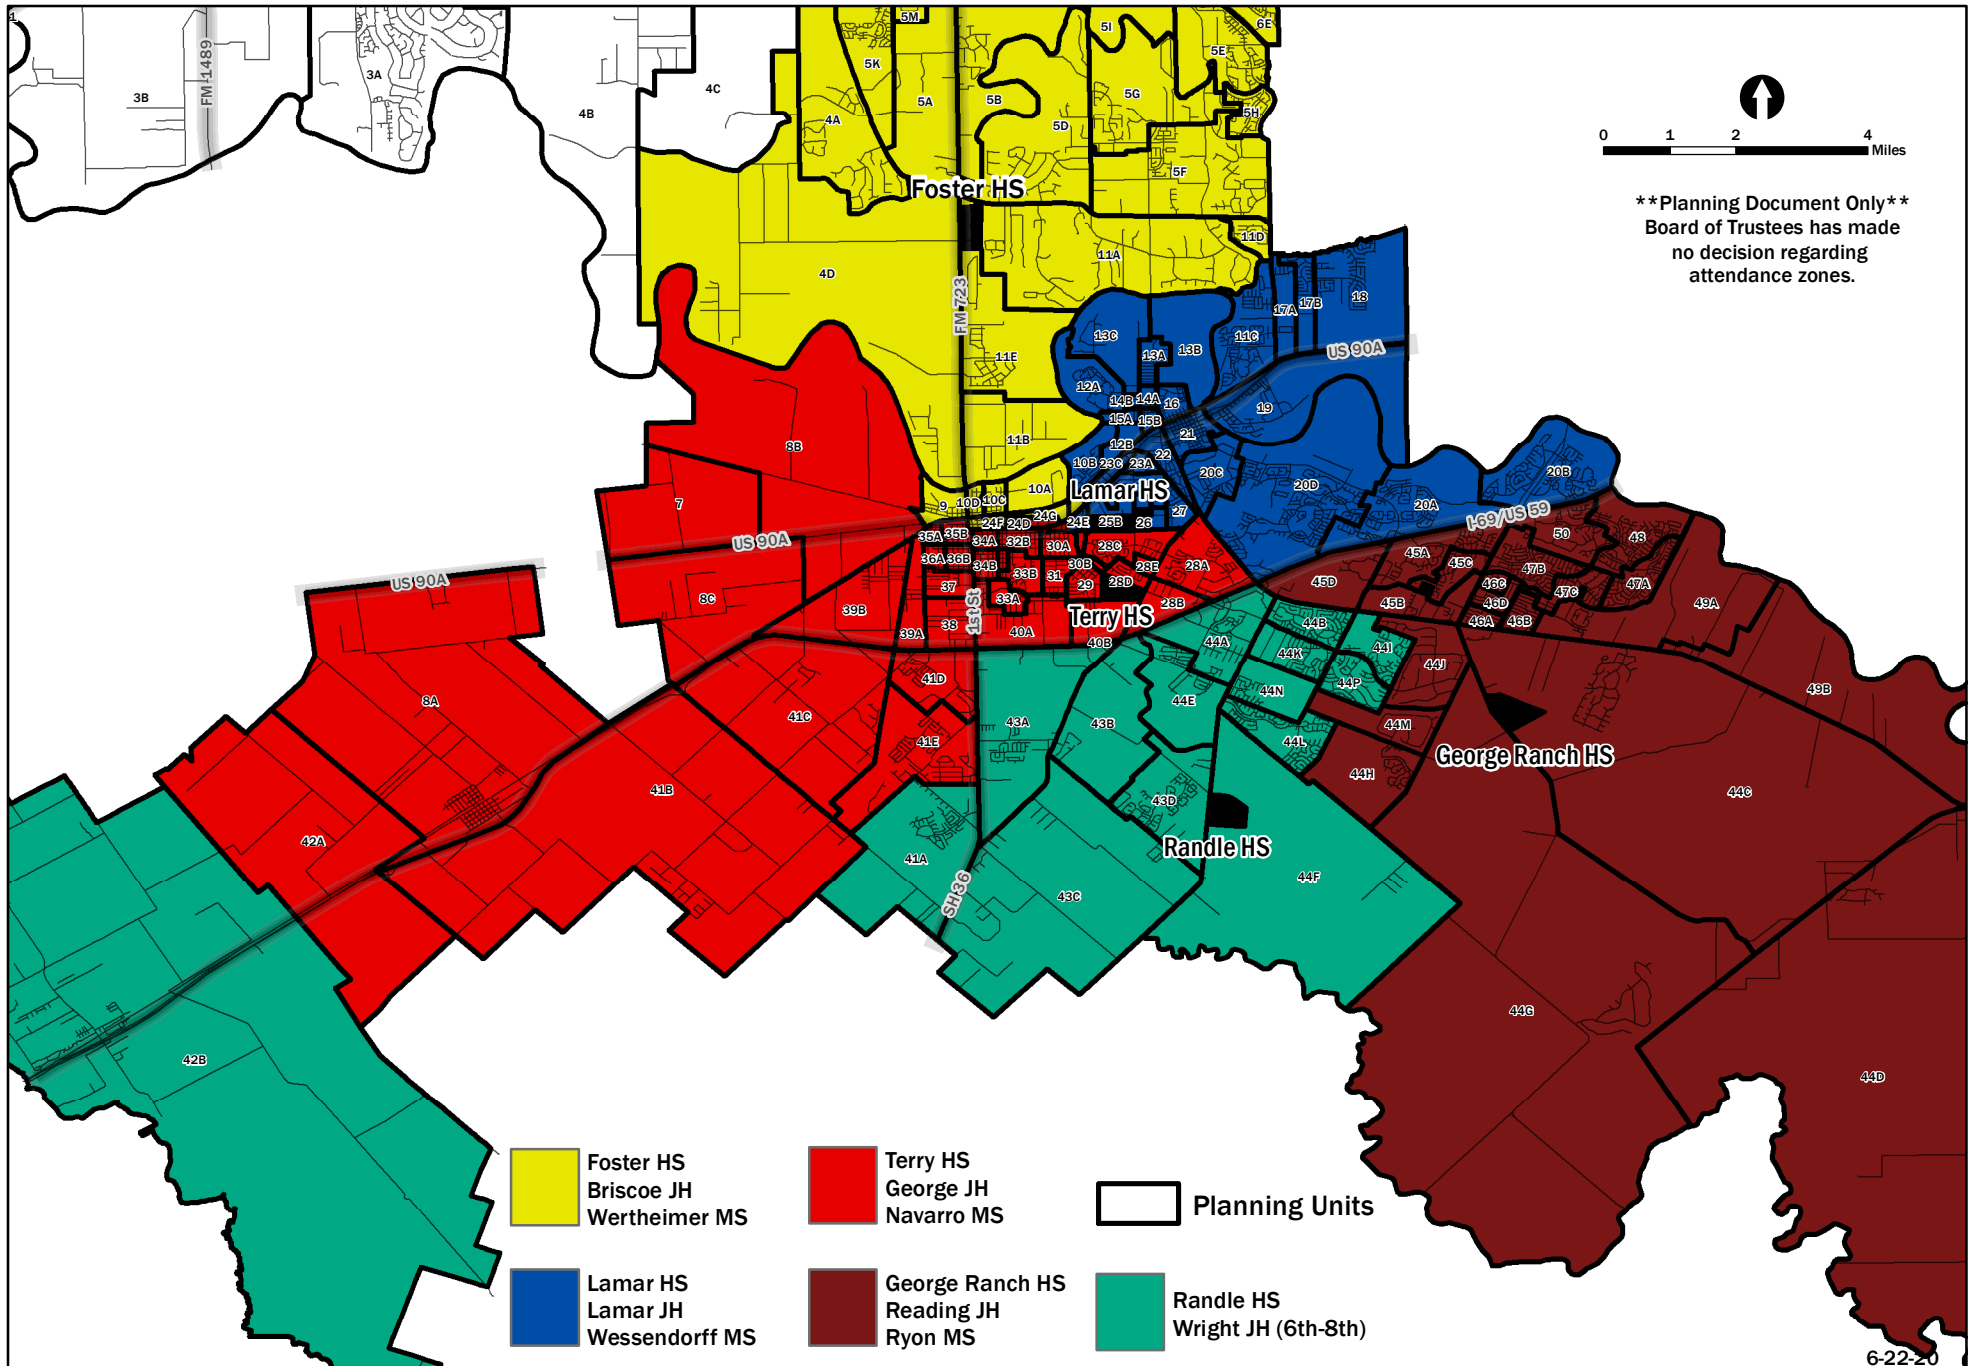 1
5M
5I
6E
FM 1489
3A
5K
5E
3B
4C
5A
5B
5G
4B
4A
5D
5H
0 1 2 4
Miles
5F
Foster HS
**Planning Document Only**
Board of Trustees has made
no decision regarding
attendance zones.
11D
11A
4D
FM 723
17A
17B
18
13C
11C
13A
13B
US 90A
11E
12A
14B
14A
16
19
15A
15B
21
11B
12B
8B
22
10B
23C
23A
20C
20B
Lamar HS
20D
10A
7
9
10D
10C
20A
27
I-69/US 59
24G
24F
24D
24E
25B
26
US 90A
35A
35B
34A
32B
30A
28C
50
48
36A
36B
34B
30B
28E
28A
45A
45C
33B
31
28D
47B
US 90A
37
29
45D
46C
47C
47A
8C
33A
28B
45B
46D
49A
39B
1st St
Terry HS
46A
46B
38
40A
44B
39A
40B
44A
44K
44I
44J
41D
44P
49B
8A
44N
44E
41C
43A
43B
44M
41E
44L
George Ranch HS
44H
41B
44C
43D
42A
Randle HS
41A
44F
SH 36
43C
44G
42B
44D
Foster HS
Briscoe JH
Wertheimer MS
Terry HS
George JH
Navarro MS
Planning Units
Lamar HS
Lamar JH
Wessendorff MS
George Ranch HS
Reading JH
Ryon MS
Randle HS
Wright JH (6th-8th)
6-22-20